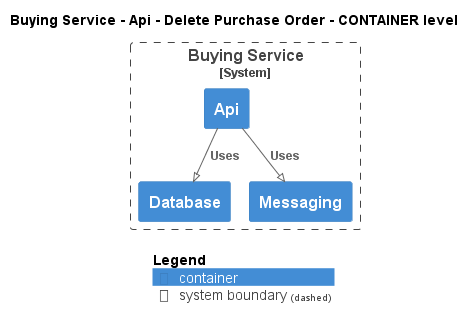 Buying Service - Api - Delete Purchase Order - CONTAINER level
Buying Service
[System]
Api
Uses Uses
Database Messaging
Legend
container
system boundary (dashed)